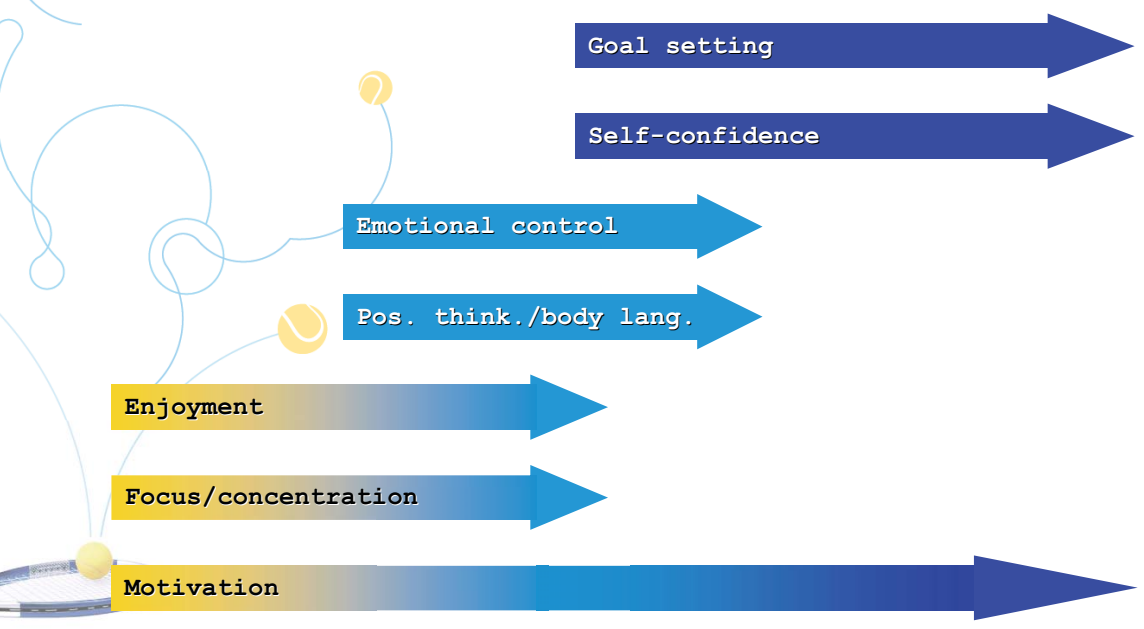 Goal setting
Self-confidence
Emotional control
Pos. think./body lang.
Enjoyment
Focus/concentration
Motivation